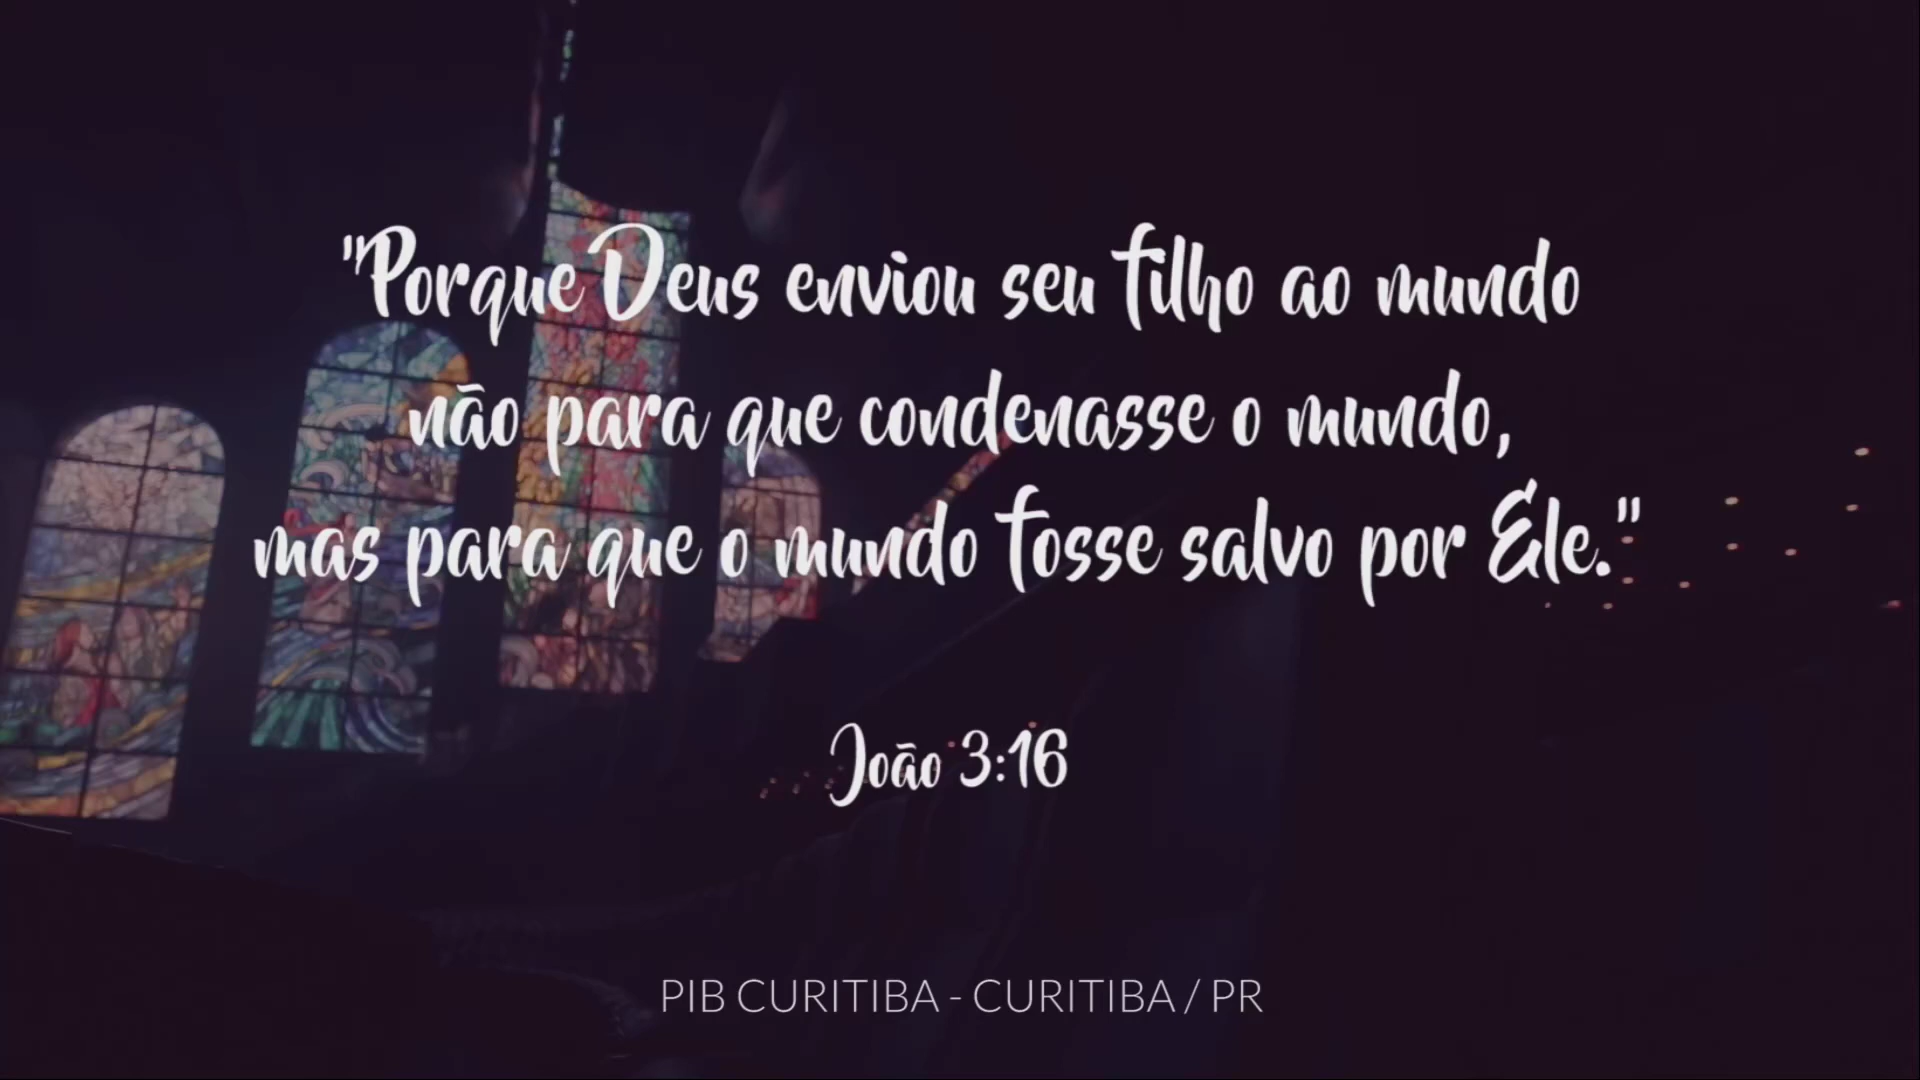 "Porque Deus enviou seu filho ao mundo
não para que condenasse o mundo,
mas para que o mundo fosse salvo por Ele."
João 3:16
PIB CURITIBA - CURITIBA / PR